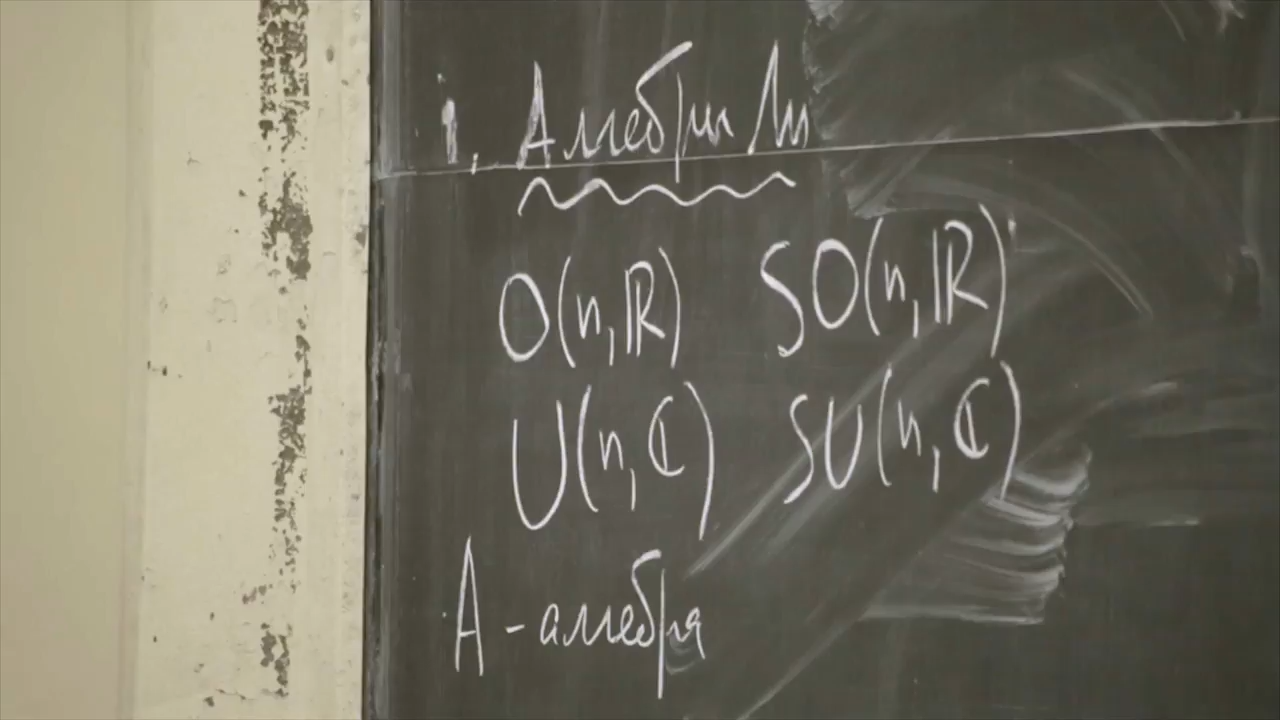 1. Алгебры Ли
O(n, ℝ) SO(n, ℝ)
U(n, ℂ) SU(n, ℂ)
A - алгебра